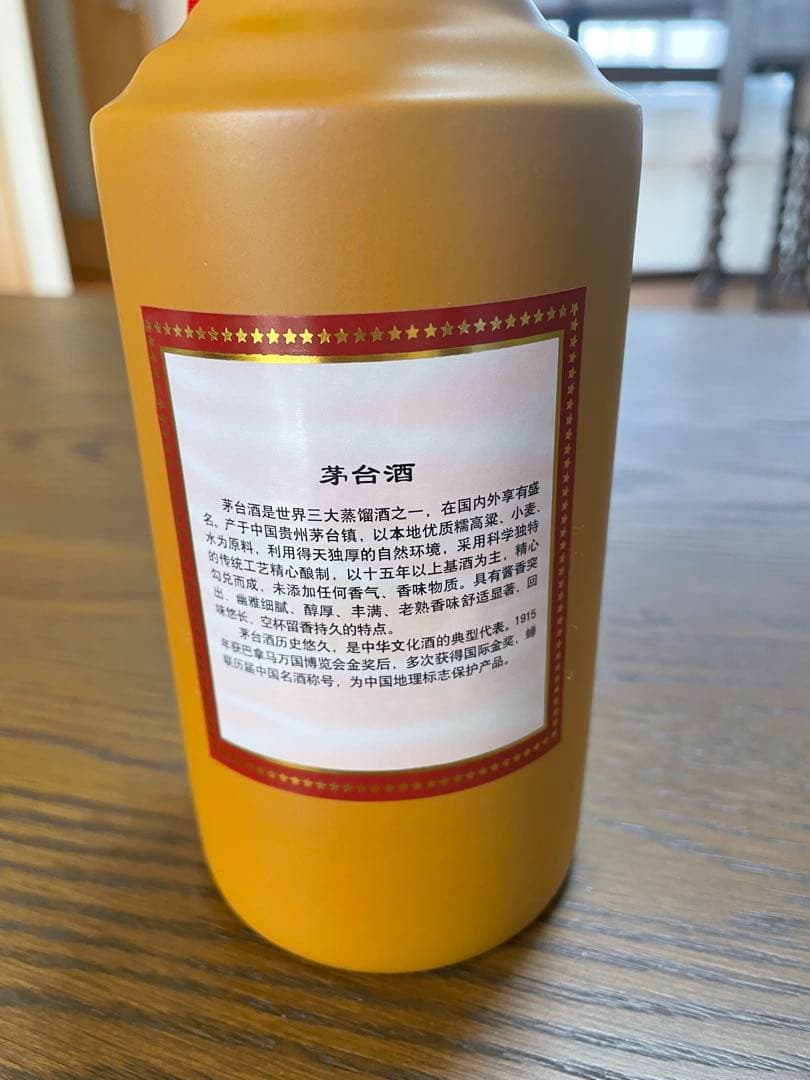 茅台酒
茅台酒是世界三大蒸馏酒之一，在国内外享有盛
名。产于中国贵州茅台镇，以本地优质糯高粱、小麦、
水为原料，利用得天独厚的自然环境，采用科学独特
的传统工艺精心酿制，以十五年以上基酒为主，精心
勾兑而成，未添加任何香气、香味物质。具有酱香突
出、幽雅细腻、醇厚、丰满、老熟香味舒适显著、回
味悠长、空杯留香持久的特点。
茅台酒历史悠久，是中华文化酒的典型代表。1915
年获巴拿马万国博览会金奖后，多次获得国际金奖，蝉
联历届中国名酒称号，为中国地理标志保护产品。